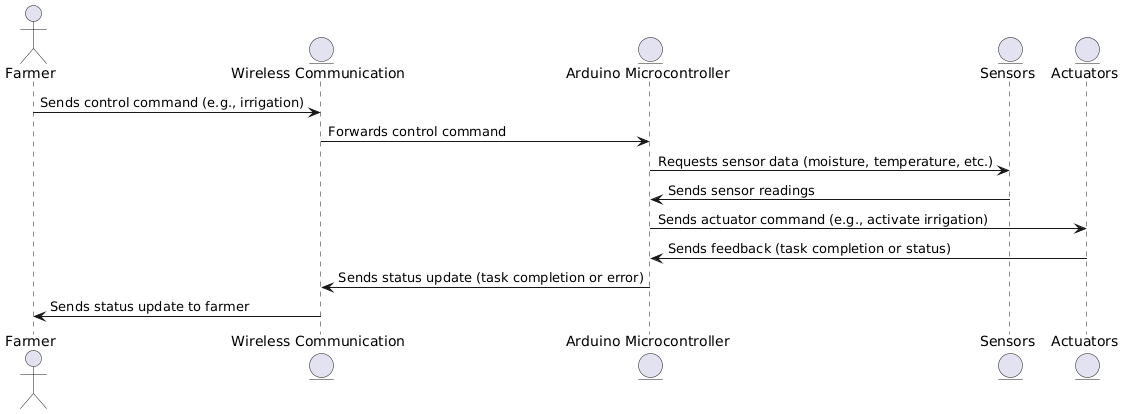 Farmer
Wireless Communication
Arduino Microcontroller
Sensors
Actuators
Sends control command (e.g., irrigation)
Forwards control command
Requests sensor data (moisture, temperature, etc.)
Sends sensor readings
Sends actuator command (e.g., activate irrigation)
Sends feedback (task completion or status)
Sends status update (task completion or error)
Sends status update to farmer
Farmer
Wireless Communication
Arduino Microcontroller
Sensors
Actuators